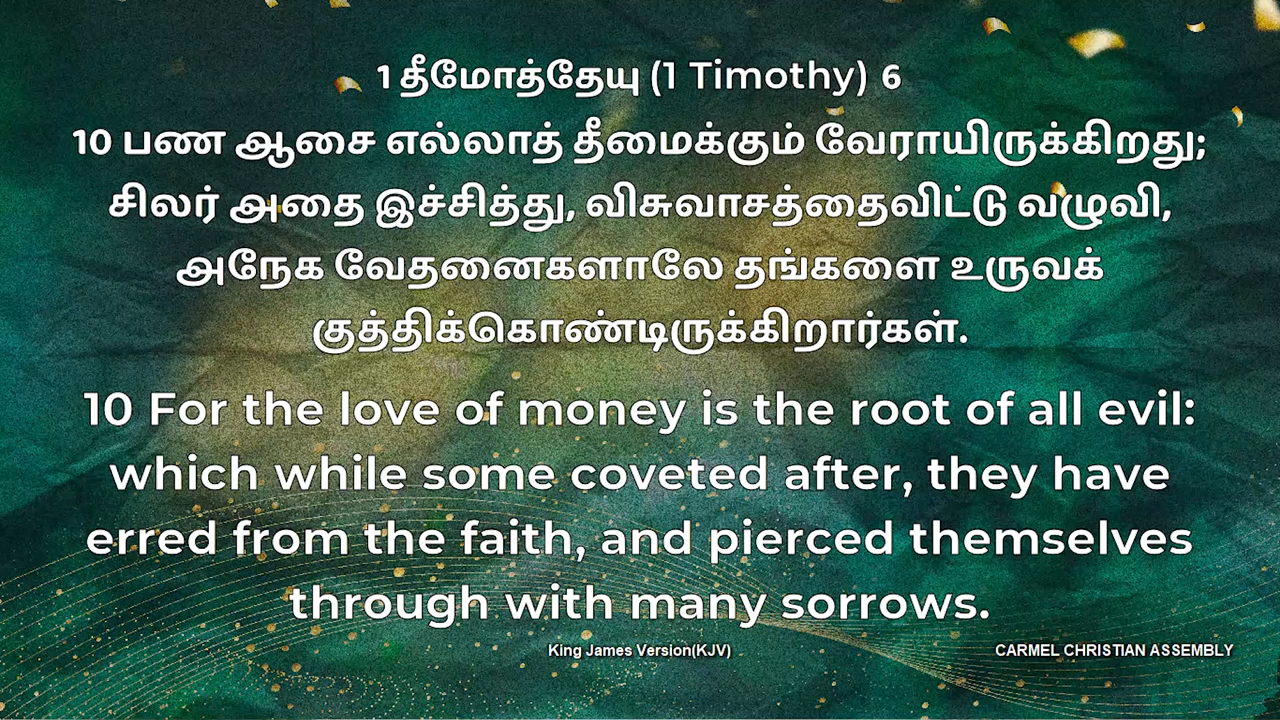 1 தீமோத்தேயு (1 Timothy) 6
10 பண ஆசை எல்லாத் தீமைக்கும் வேராயிருக்கிறது;
சிலர் அதை இச்சித்து, விசுவாசத்தைவிட்டு வழுவி,
அநேக வேதனைகளாலே தங்களை உருவக்
குத்திக்கொண்டிருக்கிறார்கள்.
10 For the love of money is the root of all evil:
which while some coveted after, they have
erred from the faith, and pierced themselves
through with many sorrows.
King James Version(KJV)
CARMEL CHRISTIAN ASSEMBLY